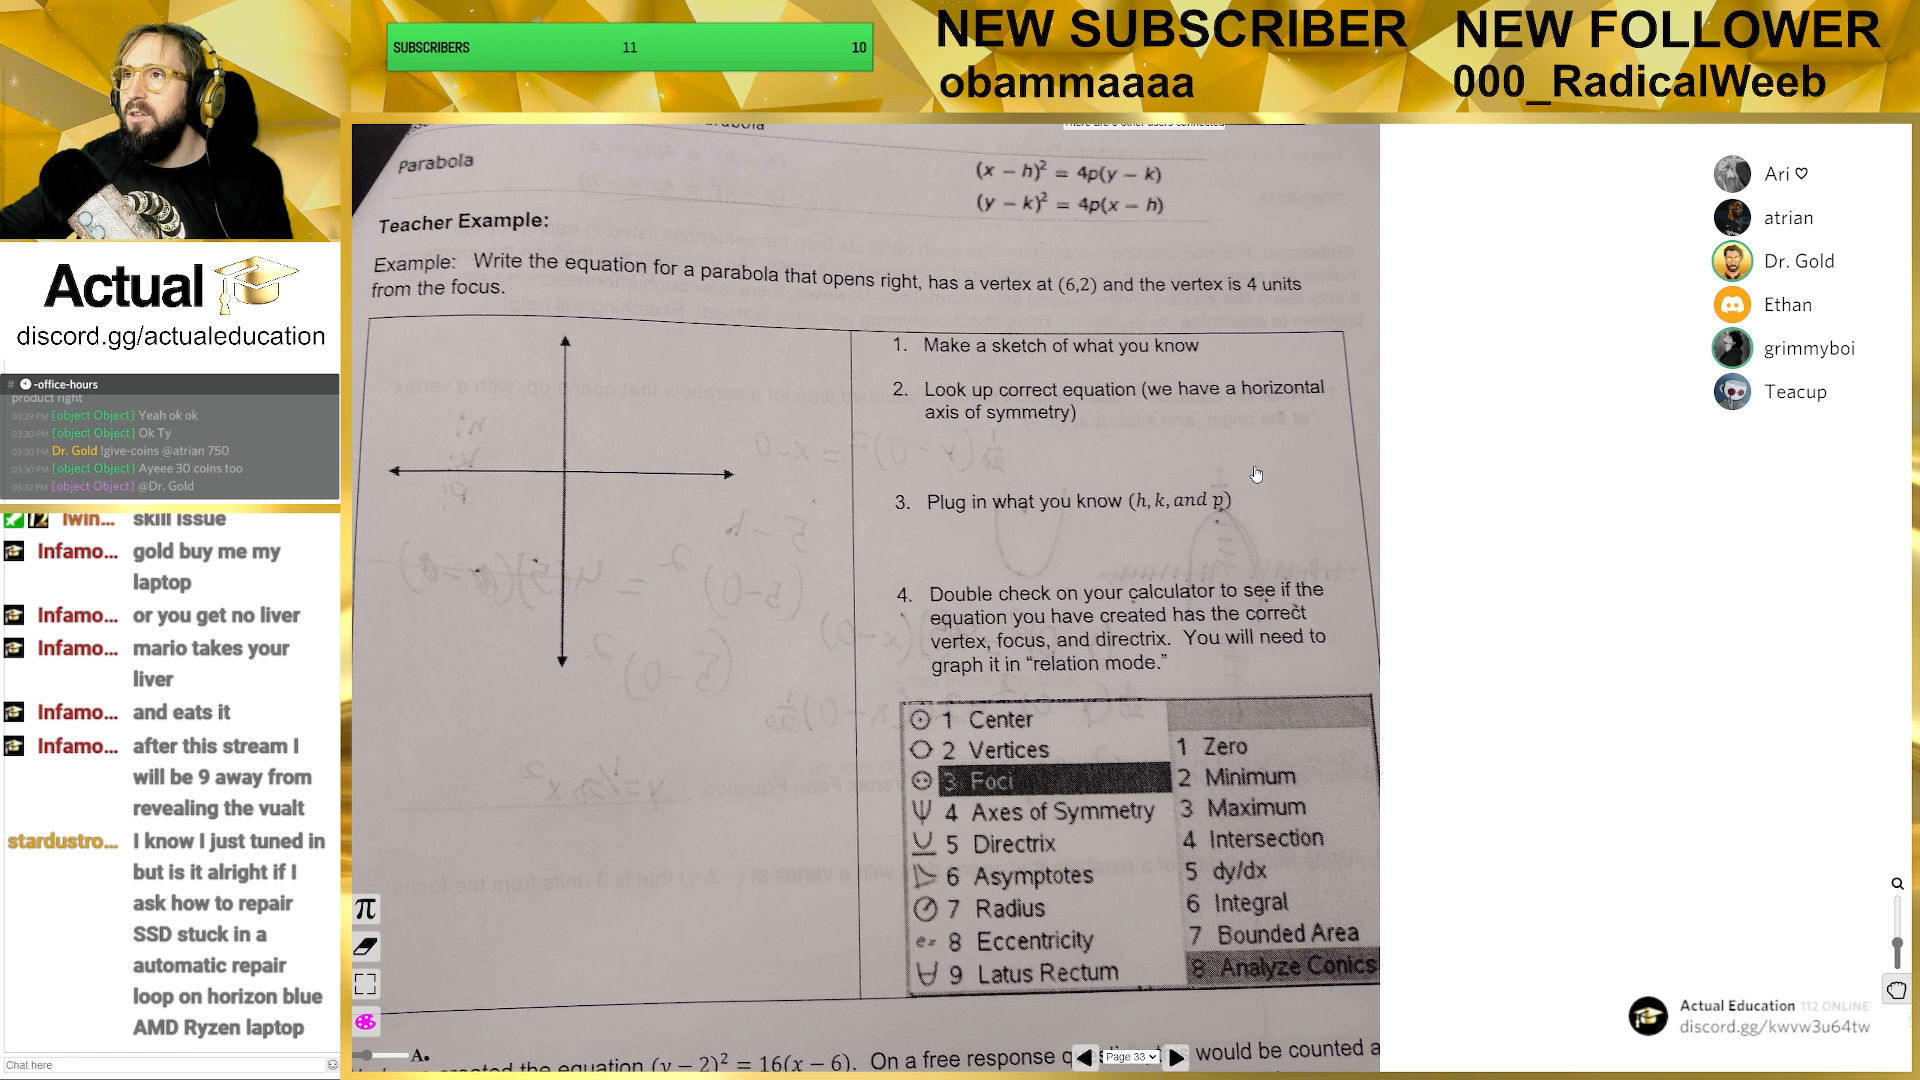 SUBSCRIBERS 11 10
NEW SUBSCRIBER
obammaaaa
NEW FOLLOWER
000_RadicalWeeb
Actual
discord.gg/actualeducation
# -office-hours
product right
03:29 PM [object Object] Yeah ok ok
03:30 PM [object Object] Ok Ty
03:30 PM Dr. Gold !give-coins @atrian 750
03:30 PM [object Object] Ayeee 30 coins too
03:32 PM [object Object] @Dr. Gold
lwin... skill issue
Infamo... gold buy me my
laptop
Infamo... or you get no liver
Infamo... mario takes your
liver
Infamo... and eats it
Infamo... after this stream I
will be 9 away from
revealing the vualt
stardustro... I know I just tuned in
but is it alright if I
ask how to repair
SSD stuck in a
automatic repair
loop on horizon blue
AMD Ryzen laptop
Chat here
Parabola
(x − h)² = 4p(y − k)
(y − k)² = 4p(x − h)
Teacher Example:
Example: Write the equation for a parabola that opens right, has a vertex at (6,2) and the vertex is 4 units
from the focus.
1. Make a sketch of what you know
2. Look up correct equation (we have a horizontal
axis of symmetry)
3. Plug in what you know (h, k, and p)
4. Double check on your calculator to see if the
equation you have created has the correct
vertex, focus, and directrix. You will need to
graph it in “relation mode.”
1 Center
2 Vertices
3 Foci
4 Axes of Symmetry
5 Directrix
6 Asymptotes
7 Radius
e= 8 Eccentricity
9 Latus Rectum
1 Zero
2 Minimum
3 Maximum
4 Intersection
5 dy/dx
6 Integral
7 Bounded Area
8 Analyze Conics
A.
created the equation (y − 2)² = 16(x − 6). On a free response
would be counted a
π
Page 33
Ari ♡
atrian
Dr. Gold
Ethan
grimmyboi
Teacup
Actual Education 112 ONLINE
discord.gg/kwvw3u64tw